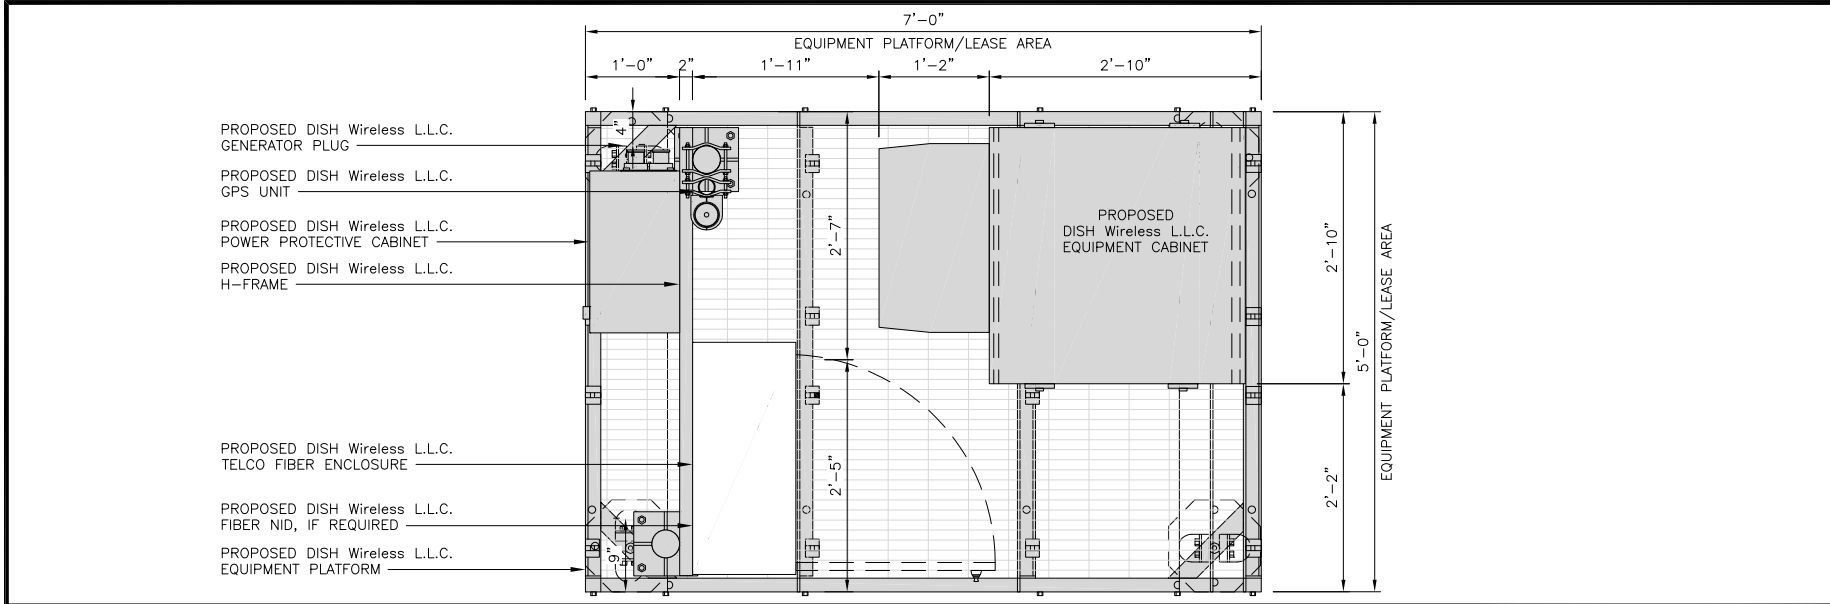 7'-0"
EQUIPMENT PLATFORM/LEASE AREA
1'-0"
2"
1'-11"
1'-2"
2'-10"
4"
PROPOSED DISH Wireless L.L.C.
GENERATOR PLUG
PROPOSED DISH Wireless L.L.C.
GPS UNIT
PROPOSED DISH Wireless L.L.C.
POWER PROTECTIVE CABINET
PROPOSED DISH Wireless L.L.C.
H-FRAME
PROPOSED DISH Wireless L.L.C.
TELCO FIBER ENCLOSURE
PROPOSED DISH Wireless L.L.C.
FIBER NID, IF REQUIRED
PROPOSED DISH Wireless L.L.C.
EQUIPMENT PLATFORM
9"
2'-7"
2'-5"
PROPOSED
DISH Wireless L.L.C.
EQUIPMENT CABINET
2'-10"
2'-2"
5'-0"
EQUIPMENT PLATFORM/LEASE AREA